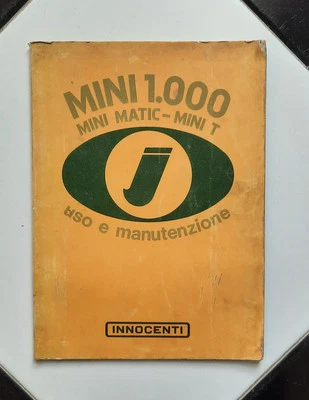 MINI 1.000
MINI MATIC - MINI T
j
uso e manutenzione
INNOCENTI